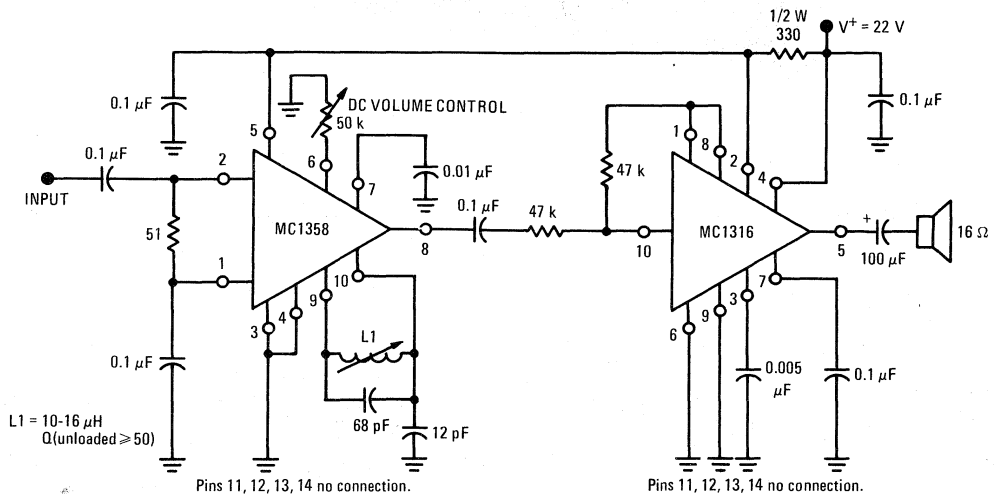 1/2 W
330
V+ = 22 V
0.1 μF
DC VOLUME CONTROL
50 k
0.1 μF
5
1
8
0.1 μF
2
6
7
0.01 μF
47 k
2
4
INPUT
0.1 μF
47 k
51
MC1358
8
10
MC1316
5
+
100 μF
16 Ω
1
10
9
7
3
4
3
9
6
L1
0.1 μF
0.005
μF
0.1 μF
L1 = 10-16 μH
Q(unloaded ≥ 50)
68 pF
12 pF
Pins 11, 12, 13, 14 no connection.
Pins 11, 12, 13, 14 no connection.